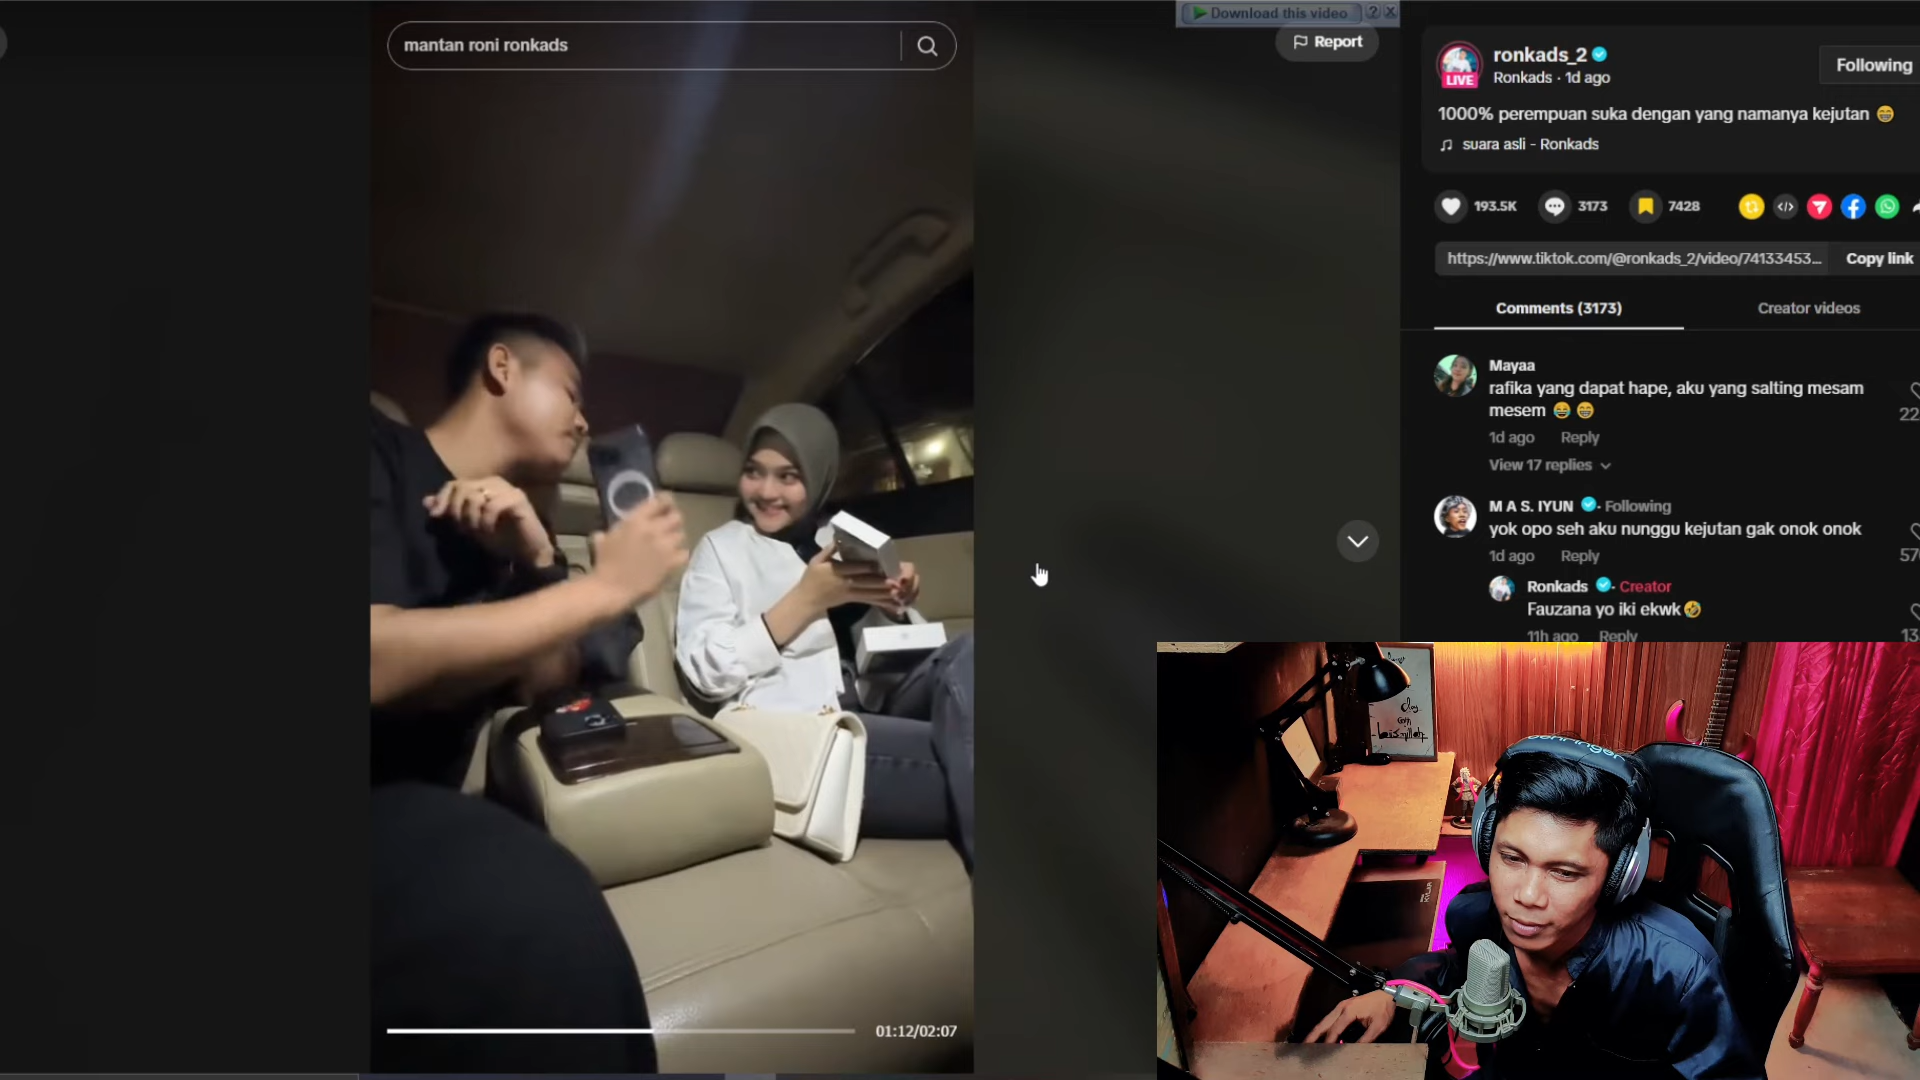 mantan roni ronkads
Download this video
?
X
Report
ronkads_2
LIVE
Ronkads · 1d ago
Following
1000% perempuan suka dengan yang namanya kejutan 😁
suara asli - Ronkads
193.5K
3173
7428
https://www.tiktok.com/@ronkads_2/video/74133453...
Copy link
Comments (3173)
Creator videos
Mayaa
rafika yang dapat hape, aku yang salting mesam
mesem 😂 😁
22
1d ago
Reply
View 17 replies
M A S. IYUN · Following
yok opo seh aku nunggu kejutan gak onok onok
57
1d ago
Reply
Ronkads · Creator
Fauzana yo iki ekwk🤣
13
11h ago
Reply
01:12/02:07
behringer